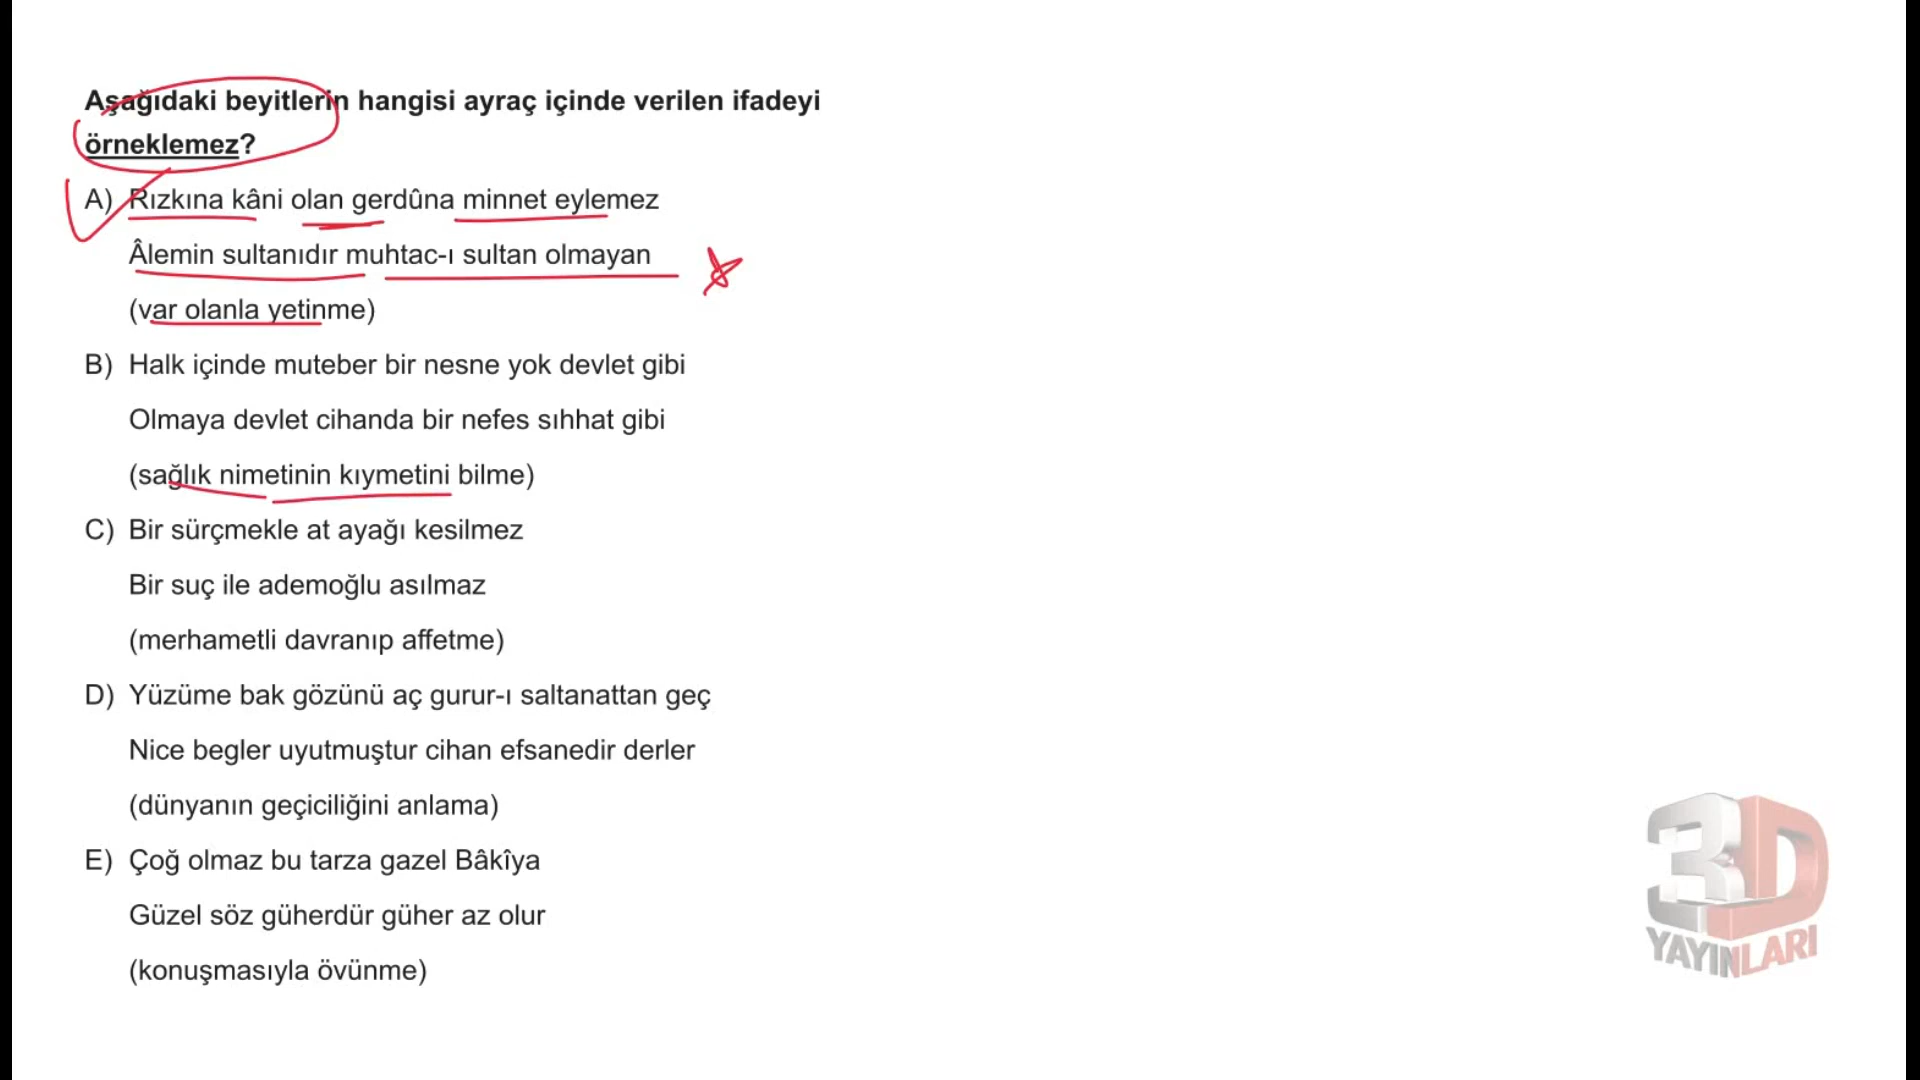 Aşağıdaki beyitlerin hangisi ayraç içinde verilen ifadeyi
örneklemez?
A) Rızkına kâni olan gerdûna minnet eylemez
Âlemin sultanıdır muhtac-ı sultan olmayan
(var olanla yetinme)
B) Halk içinde muteber bir nesne yok devlet gibi
Olmaya devlet cihanda bir nefes sıhhat gibi
(sağlık nimetinin kıymetini bilme)
C) Bir sürçmekle at ayağı kesilmez
Bir suç ile ademoğlu asılmaz
(merhametli davranıp affetme)
D) Yüzüme bak gözünü aç gurur-ı saltanattan geç
Nice begler uyutmuştur cihan efsanedir derler
(dünyanın geçiciliğini anlama)
E) Çoğ olmaz bu tarza gazel Bâkîya
Güzel söz güherdür güher az olur
(konuşmasıyla övünme)
3D
YAYINLARI